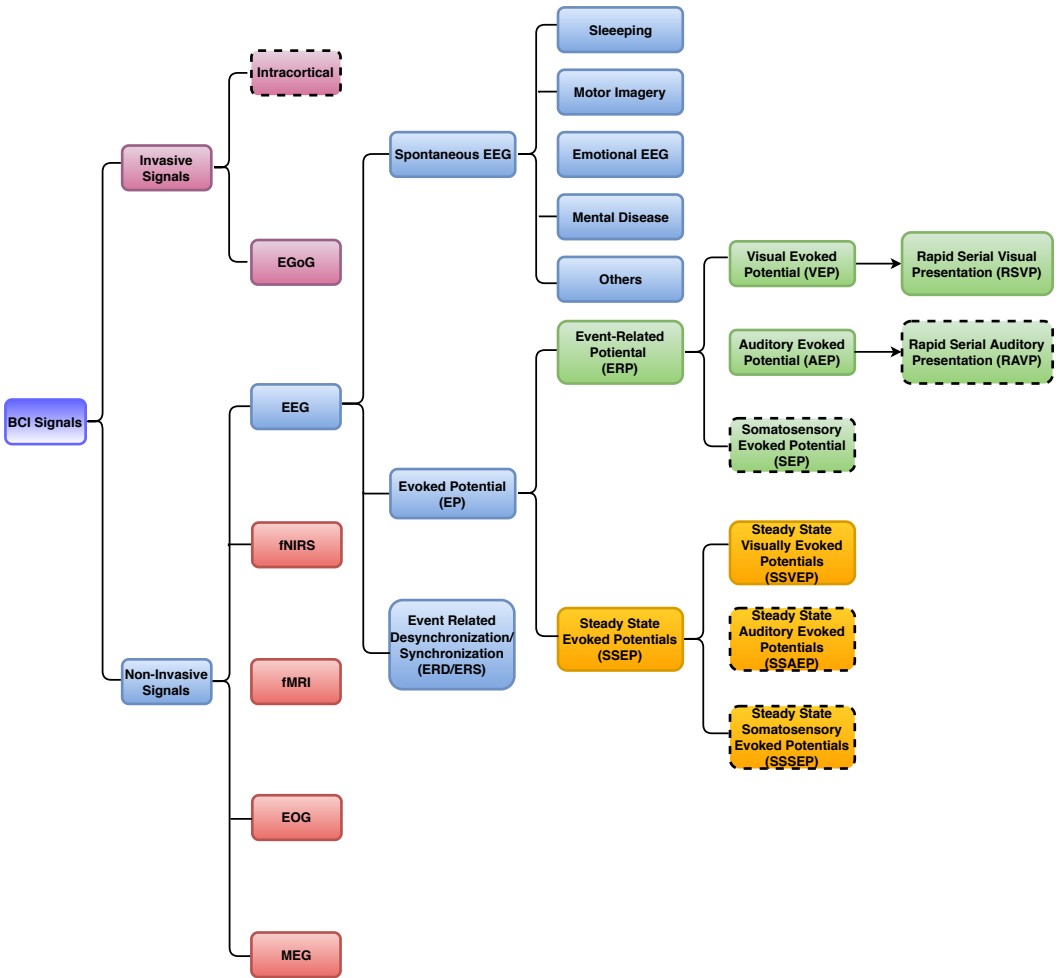 BCI Signals
Invasive
Signals
Intracortical
EGoG
Non-Invasive
Signals
EEG
fNIRS
fMRI
EOG
MEG
Spontaneous EEG
Sleeeping
Motor Imagery
Emotional EEG
Mental Disease
Others
Evoked Potential
(EP)
Event-Related
Potiental
(ERP)
Visual Evoked
Potential (VEP)
Rapid Serial Visual
Presentation (RSVP)
Auditory Evoked
Potential (AEP)
Rapid Serial Auditory
Presentation (RAVP)
Somatosensory
Evoked Potential
(SEP)
Steady State
Evoked Potentials
(SSEP)
Steady State
Visually Evoked
Potentials
(SSVEP)
Steady State
Auditory Evoked
Potentials
(SSAEP)
Steady State
Somatosensory
Evoked Potentials
(SSSEP)
Event Related
Desynchronization/
Synchronization
(ERD/ERS)